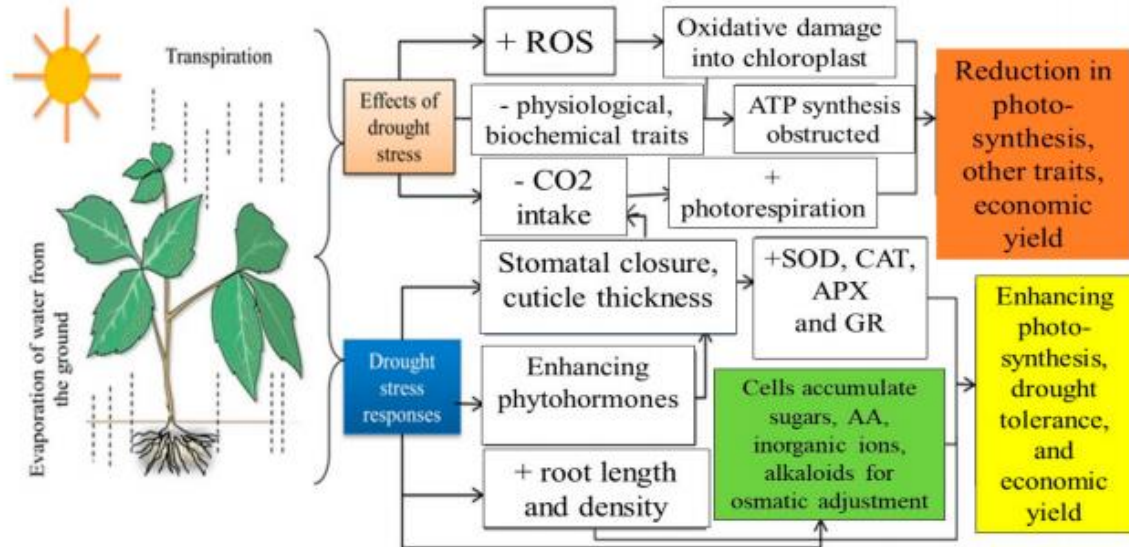 Transpiration
Evaporation of water from
the ground
Effects of
drought
stress
+ ROS
Oxidative damage
into chloroplast
- physiological,
biochemical traits
ATP synthesis
obstructed
- CO2
intake
+
photorespiration
Reduction in
photo-
synthesis,
other traits,
economic
yield
Drought
stress
responses
Stomatal closure,
cuticle thickness
+SOD, CAT,
APX
and GR
Enhancing
phytohormones
+ root length
and density
Cells accumulate
sugars, AA,
inorganic ions,
alkaloids for
osmatic adjustment
Enhancing
photo-
synthesis,
drought
tolerance,
and
economic
yield